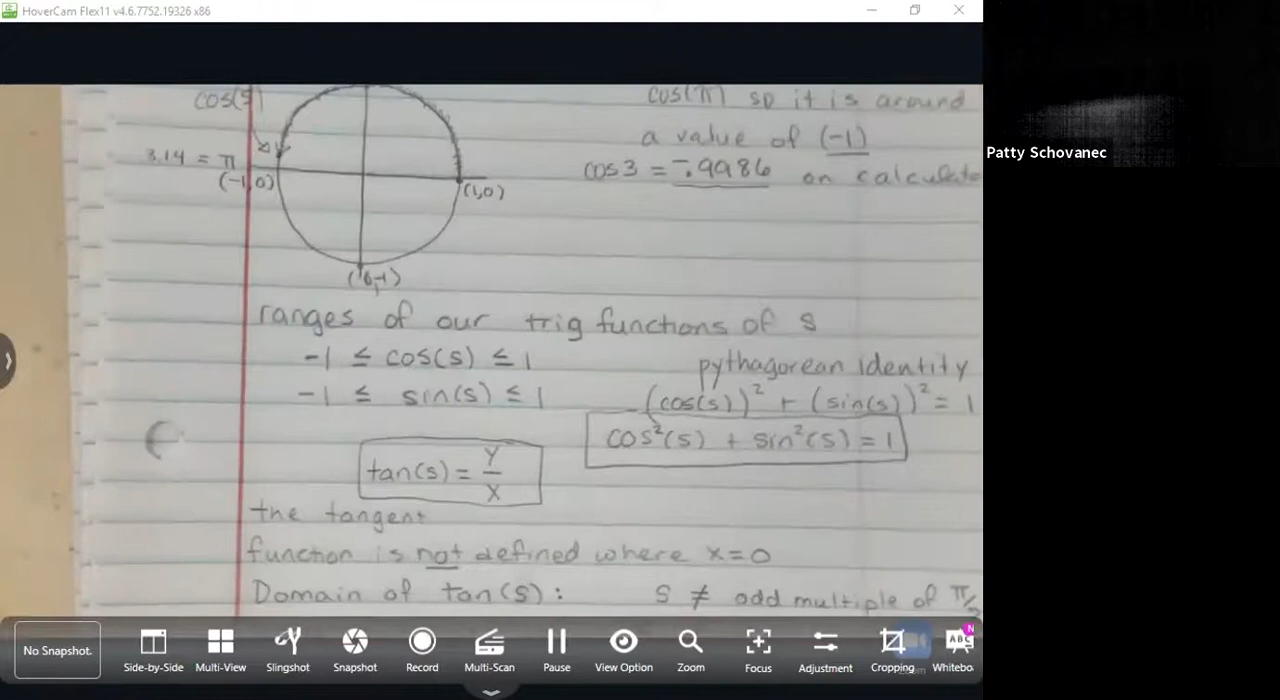 HoverCam Flex11 v4.6.7752.19326 x86
cos(π) so it is around
a value of (-1)
cos 3 = -.9986 on calculato
3.14 = π
(-1,0)
(1,0)
Patty Schovanec
ranges of our trig functions of s
-1 ≤ cos(s) ≤ 1
-1 ≤ sin(s) ≤ 1
pythagorean identity
(cos(s))² + (sin(s))² = 1
cos²(s) + sin²(s) = 1
tan(s) = Y/X
the tangent
function is not defined where x=0
Domain of tan(s): s ≠ odd multiple of π/
No Snapshot.
Side-by-Side Multi-View Slingshot Snapshot Record Multi-Scan Pause View Option Zoom Focus Adjustment Cropping Whitebo
ABC
N